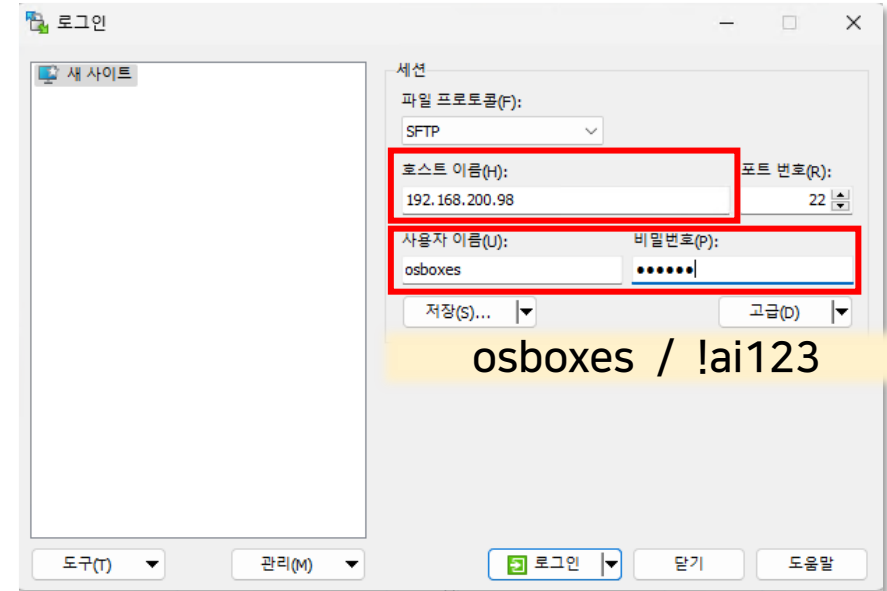 로그인
새 사이트
세션
파일 프로토콜(F):
SFTP
호스트 이름(H):
포트 번호(R):
192.168.200.98
22
사용자 이름(U):
비밀번호(P):
osboxes
●●●●●●
저장(S)...
고급(D)
osboxes / !ai123
도구(T)
관리(M)
로그인
닫기
도움말